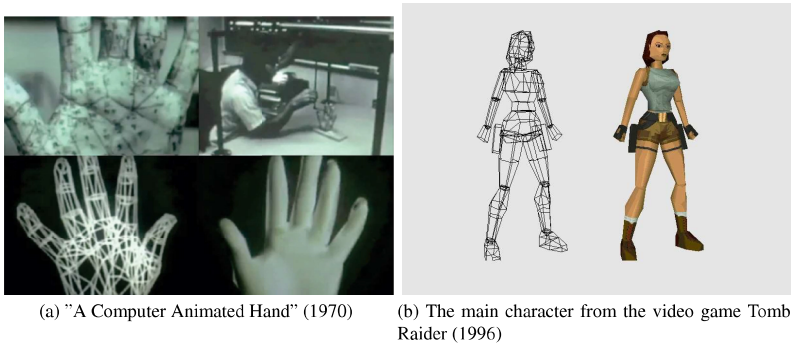 (a) ”A Computer Animated Hand” (1970)
(b) The main character from the video game Tomb
Raider (1996)